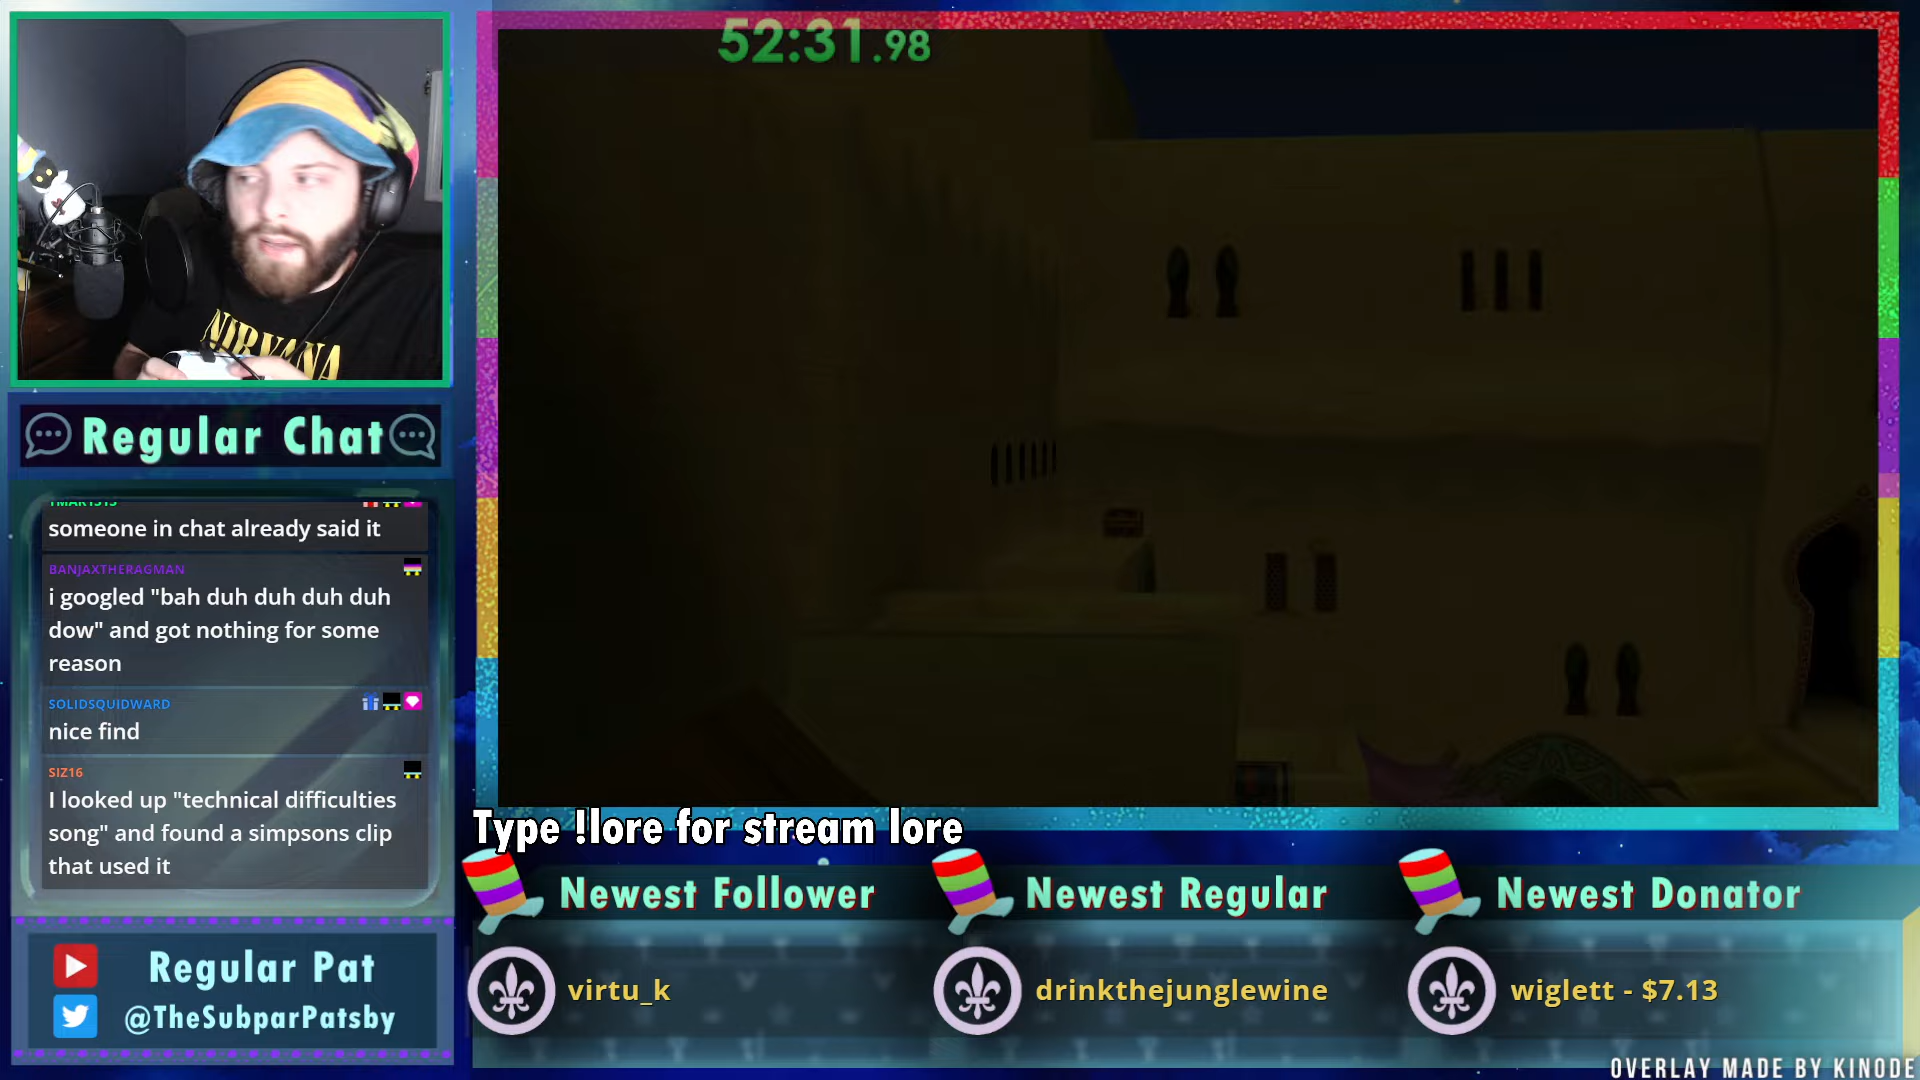 52:31.98
NIRVANA
Regular Chat
someone in chat already said it
BANJAXTHERAGMAN
i googled "bah duh duh duh duh
dow" and got nothing for some
reason
SOLIDSQUIDWARD
nice find
SIZ16
I looked up "technical difficulties
song" and found a simpsons clip
that used it
Regular Pat
@TheSubparPatsby
Type !lore for stream lore
Newest Follower
virtu_k
Newest Regular
drinkthejunglewine
Newest Donator
wiglett - $7.13
OVERLAY MADE BY KINODE